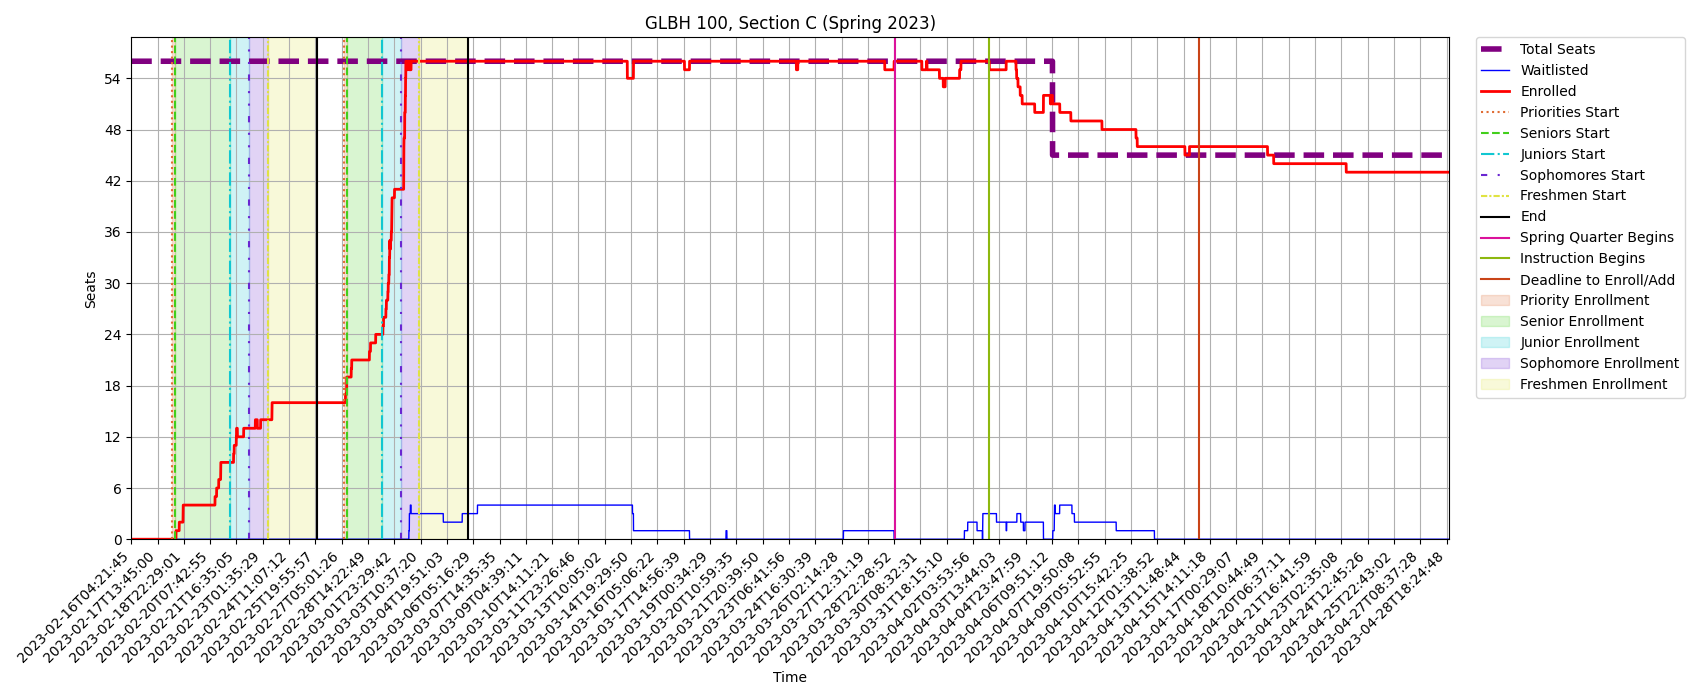 GLBH 100, Section C (Spring 2023)
Seats
54
48
42
36
30
24
18
12
6
0
2023-02-16T04:21:45
2023-02-17T13:45:00
2023-02-18T22:29:01
2023-02-20T07:42:55
2023-02-21T16:35:05
2023-02-23T01:35:29
2023-02-24T11:07:12
2023-02-25T19:55:57
2023-02-27T05:01:26
2023-02-28T14:22:49
2023-03-01T23:29:42
2023-03-03T10:37:20
2023-03-04T19:51:03
2023-03-06T05:16:29
2023-03-07T14:35:35
2023-03-09T04:39:11
2023-03-10T14:11:21
2023-03-11T23:26:46
2023-03-13T10:05:02
2023-03-14T19:29:50
2023-03-16T05:06:22
2023-03-17T14:56:39
2023-03-19T00:34:29
2023-03-20T10:59:35
2023-03-21T20:39:50
2023-03-23T06:41:56
2023-03-24T16:30:39
2023-03-26T02:14:28
2023-03-27T12:31:19
2023-03-28T22:28:52
2023-03-30T08:32:31
2023-03-31T18:15:10
2023-04-02T03:53:56
2023-04-03T13:44:03
2023-04-04T23:47:59
2023-04-06T09:51:12
2023-04-07T19:50:08
2023-04-09T05:52:55
2023-04-10T15:42:25
2023-04-12T01:38:52
2023-04-13T11:48:44
2023-04-15T14:11:18
2023-04-17T00:29:07
2023-04-18T10:44:49
2023-04-20T06:37:11
2023-04-21T16:41:59
2023-04-23T02:35:08
2023-04-24T12:45:26
2023-04-25T22:43:02
2023-04-27T08:37:28
2023-04-28T18:24:48
Time
Total Seats
Waitlisted
Enrolled
Priorities Start
Seniors Start
Juniors Start
Sophomores Start
Freshmen Start
End
Spring Quarter Begins
Instruction Begins
Deadline to Enroll/Add
Priority Enrollment
Senior Enrollment
Junior Enrollment
Sophomore Enrollment
Freshmen Enrollment